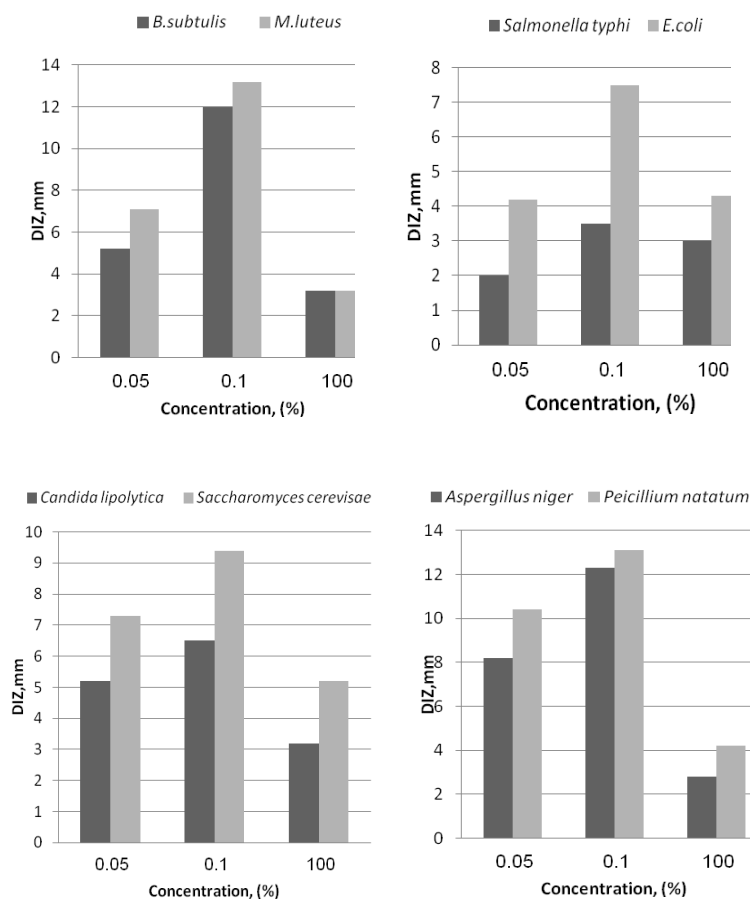 B.subtulis M.luteus
14
12
10
8
6
4
2
0
DIZ,mm
0.05 0.1 100
Concentration, (%)
Salmonella typhi E.coli
8
7
6
5
4
3
2
1
0
DIZ,mm
0.05 0.1 100
Concentration, (%)
Candida lipolytica Saccharomyces cerevisae
10
9
8
7
6
5
4
3
2
1
0
DIZ,mm
0.05 0.1 100
Concentration, (%)
Aspergillus niger Peicillium natatum
14
12
10
8
6
4
2
0
DIZ,mm
0.05 0.1 100
Concentration, (%)